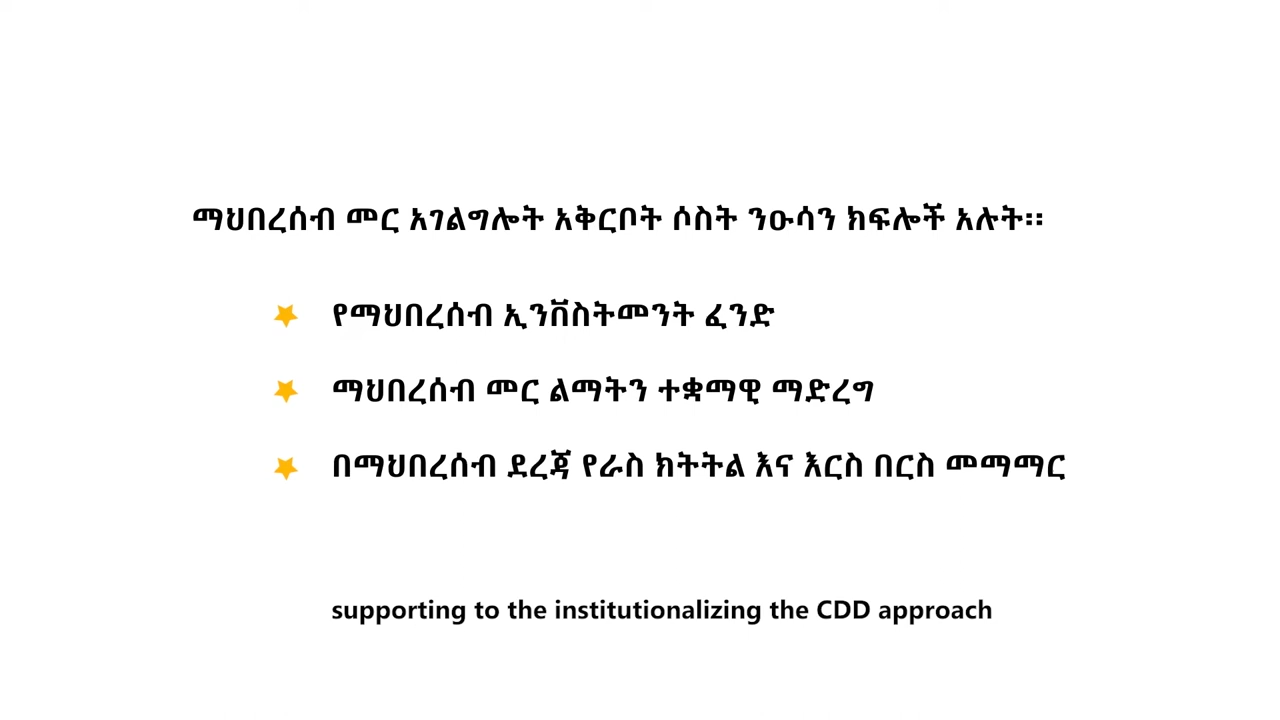 ማህበረሰብ መር አገልግሎት አቅርቦት ሶስት ንዑሳን ክፍሎች አሉት፡፡
የማህበረሰብ ኢንቨስትመንት ፈንድ
ማህበረሰብ መር ልማትን ተቋማዊ ማድረግ
በማህበረሰብ ደረጃ የራስ ክትትል እና እርስ በርስ መማማር
supporting to the institutionalizing the CDD approach